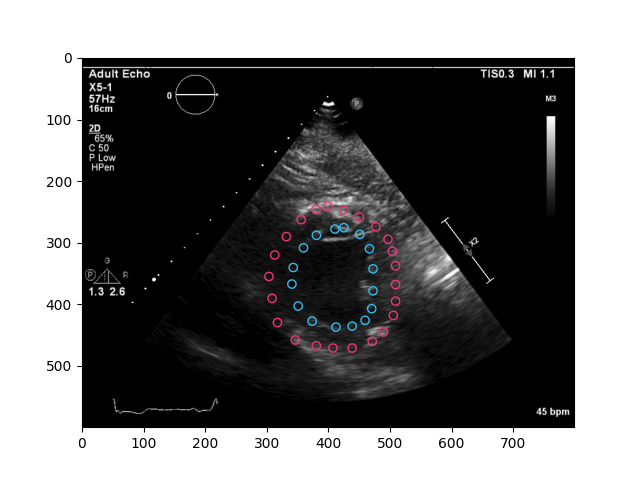 Adult Echo
TIS0.3 MI 1.1
X5-1
57Hz
16cm
0
P
M3
2D
65%
C 50
P Low
HPen
X2
G
P R
1.3 2.6
45 bpm
0
100
200
300
400
500
0 100 200 300 400 500 600 700